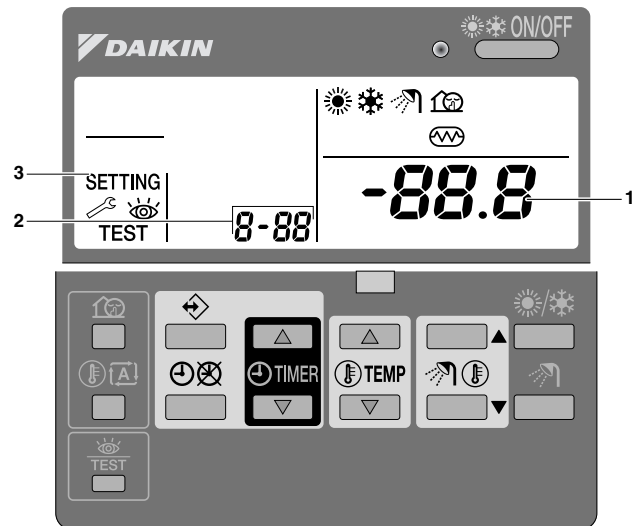 DAIKIN
ON/OFF
3
SETTING
1
-88.8
2
8-88
TEST
A
TIMER
TEMP
TEST